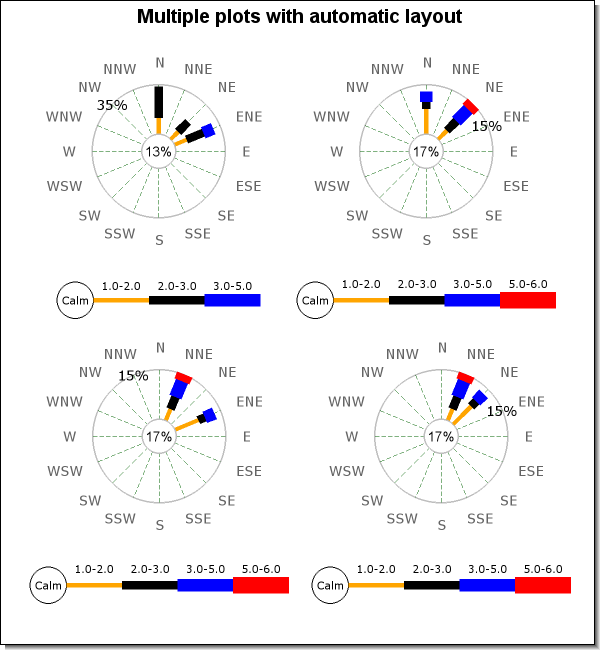 Multiple plots with automatic layout
N
NNW NNE
NW NE
35%
WNW ENE
W 13% E
WSW ESE
SW SE
SSW SSE
S
N
NNW NNE
NW NE
WNW ENE
15%
W 17% E
WSW ESE
SW SE
SSW SSE
S
Calm 1.0-2.0 2.0-3.0 3.0-5.0
Calm 1.0-2.0 2.0-3.0 3.0-5.0 5.0-6.0
N
NNW NNE
NW 15% NE
WNW ENE
W 17% E
WSW ESE
SW SE
SSW SSE
S
N
NNW NNE
NW NE
WNW ENE
15%
W 17% E
WSW ESE
SW SE
SSW SSE
S
Calm 1.0-2.0 2.0-3.0 3.0-5.0 5.0-6.0
Calm 1.0-2.0 2.0-3.0 3.0-5.0 5.0-6.0